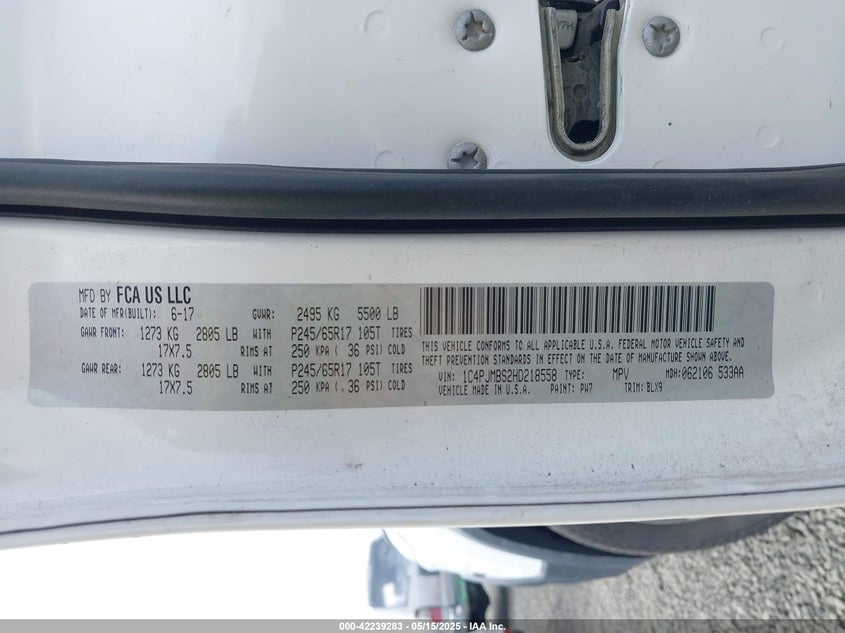 MFD BY FCA US LLC
DATE OF MFR(BUILT): 6-17 GVWR: 2495 KG 5500 LB
GAWR FRONT: 1273 KG 2805 LB WITH P245/65R17 105T TIRES
17X7.5 RIMS AT 250 KPA ( 36 PSI) COLD
GAWR REAR: 1273 KG 2805 LB WITH P245/65R17 105T TIRES
17X7.5 RIMS AT 250 KPA ( 36 PSI) COLD
THIS VEHICLE CONFORMS TO ALL APPLICABLE U.S.A. FEDERAL MOTOR VEHICLE SAFETY AND
THEFT PREVENTION STANDARDS IN EFFECT ON THE DATE OF MANUFACTURE SHOWN ABOVE.
VIN: 1C4PJMBS2HD218558 TYPE: MPV MDH: 062106 533AA
VEHICLE MADE IN U.S.A. PAINT: PW7 TRIM: BLX9
000-42239283 - 05/15/2025 - IAA Inc.